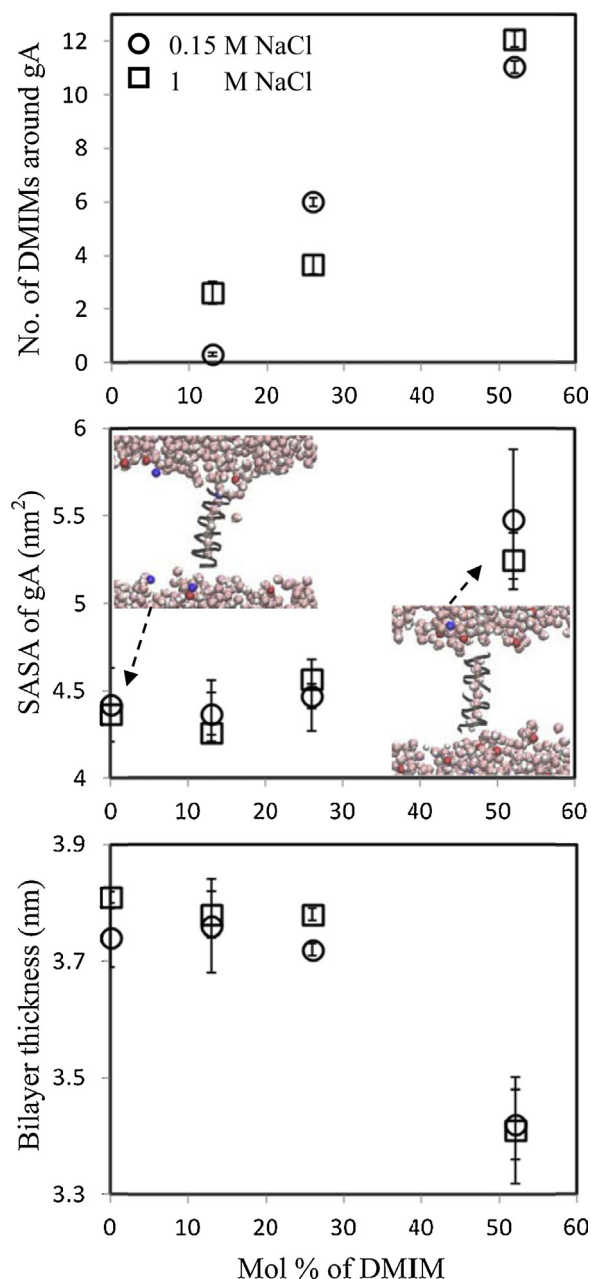 No. of DMIMs around gA
12
10
8
6
4
2
0
0.15 M NaCl
1 M NaCl
0 10 20 30 40 50 60
SASA of gA (nm²)
6
5.5
5
4.5
4
0 10 20 30 40 50 60
Bilayer thickness (nm)
3.9
3.7
3.5
3.3
0 10 20 30 40 50 60
Mol % of DMIM